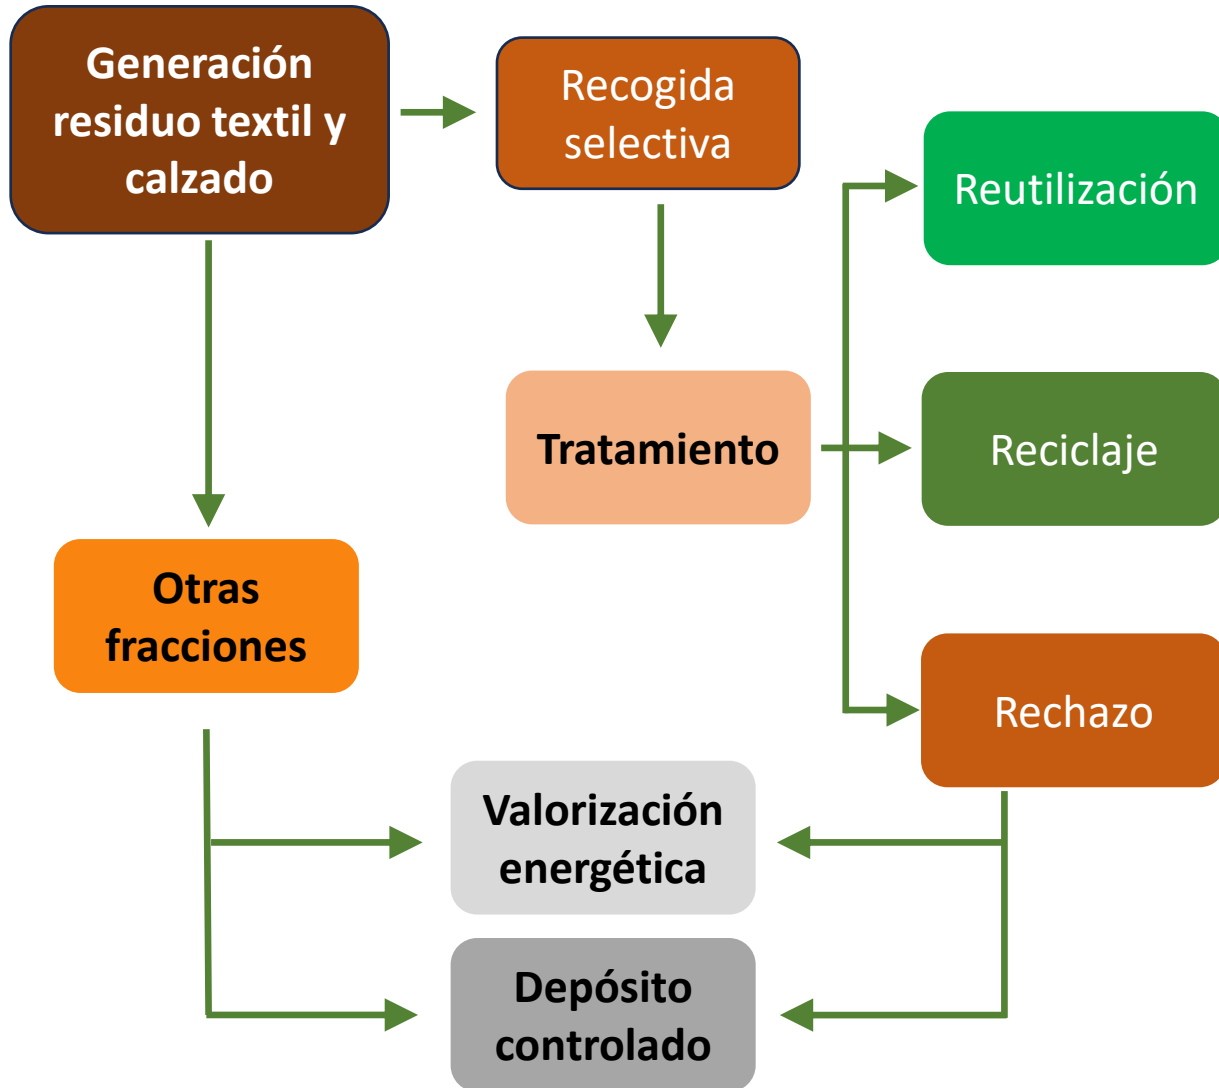 Generación
residuo textil y
calzado
Recogida
selectiva
Reutilización
Tratamiento
Reciclaje
Otras
fracciones
Rechazo
Valorización
energética
Depósito
controlado